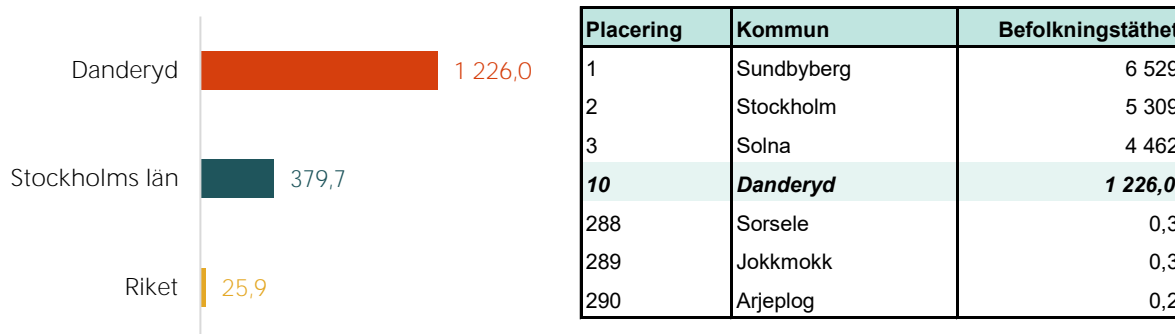 Danderyd 1 226,0
Stockholms län 379,7
Riket 25,9
Placering Kommun Befolkningstäthet
1 Sundbyberg 6 529
2 Stockholm 5 309
3 Solna 4 462
10 Danderyd 1 226,0
288 Sorsele 0,3
289 Jokkmokk 0,3
290 Arjeplog 0,2